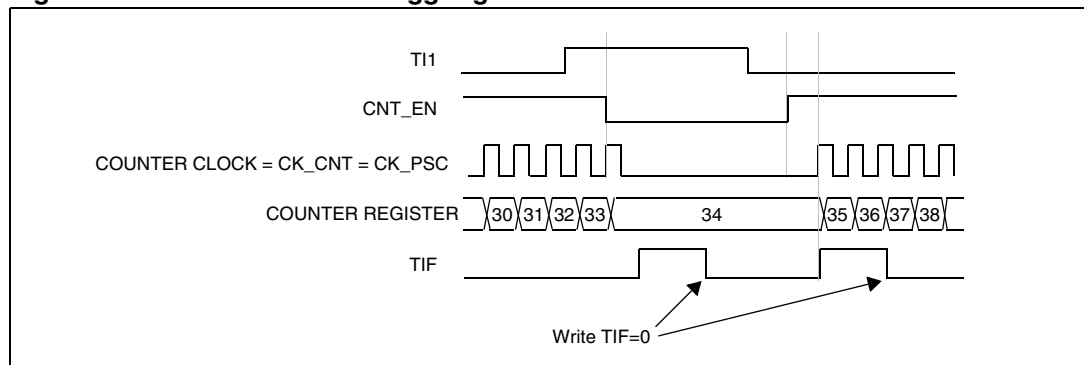 TI1
CNT_EN
COUNTER CLOCK = CK_CNT = CK_PSC
COUNTER REGISTER 30 31 32 33 34 35 36 37 38
TIF
Write TIF=0